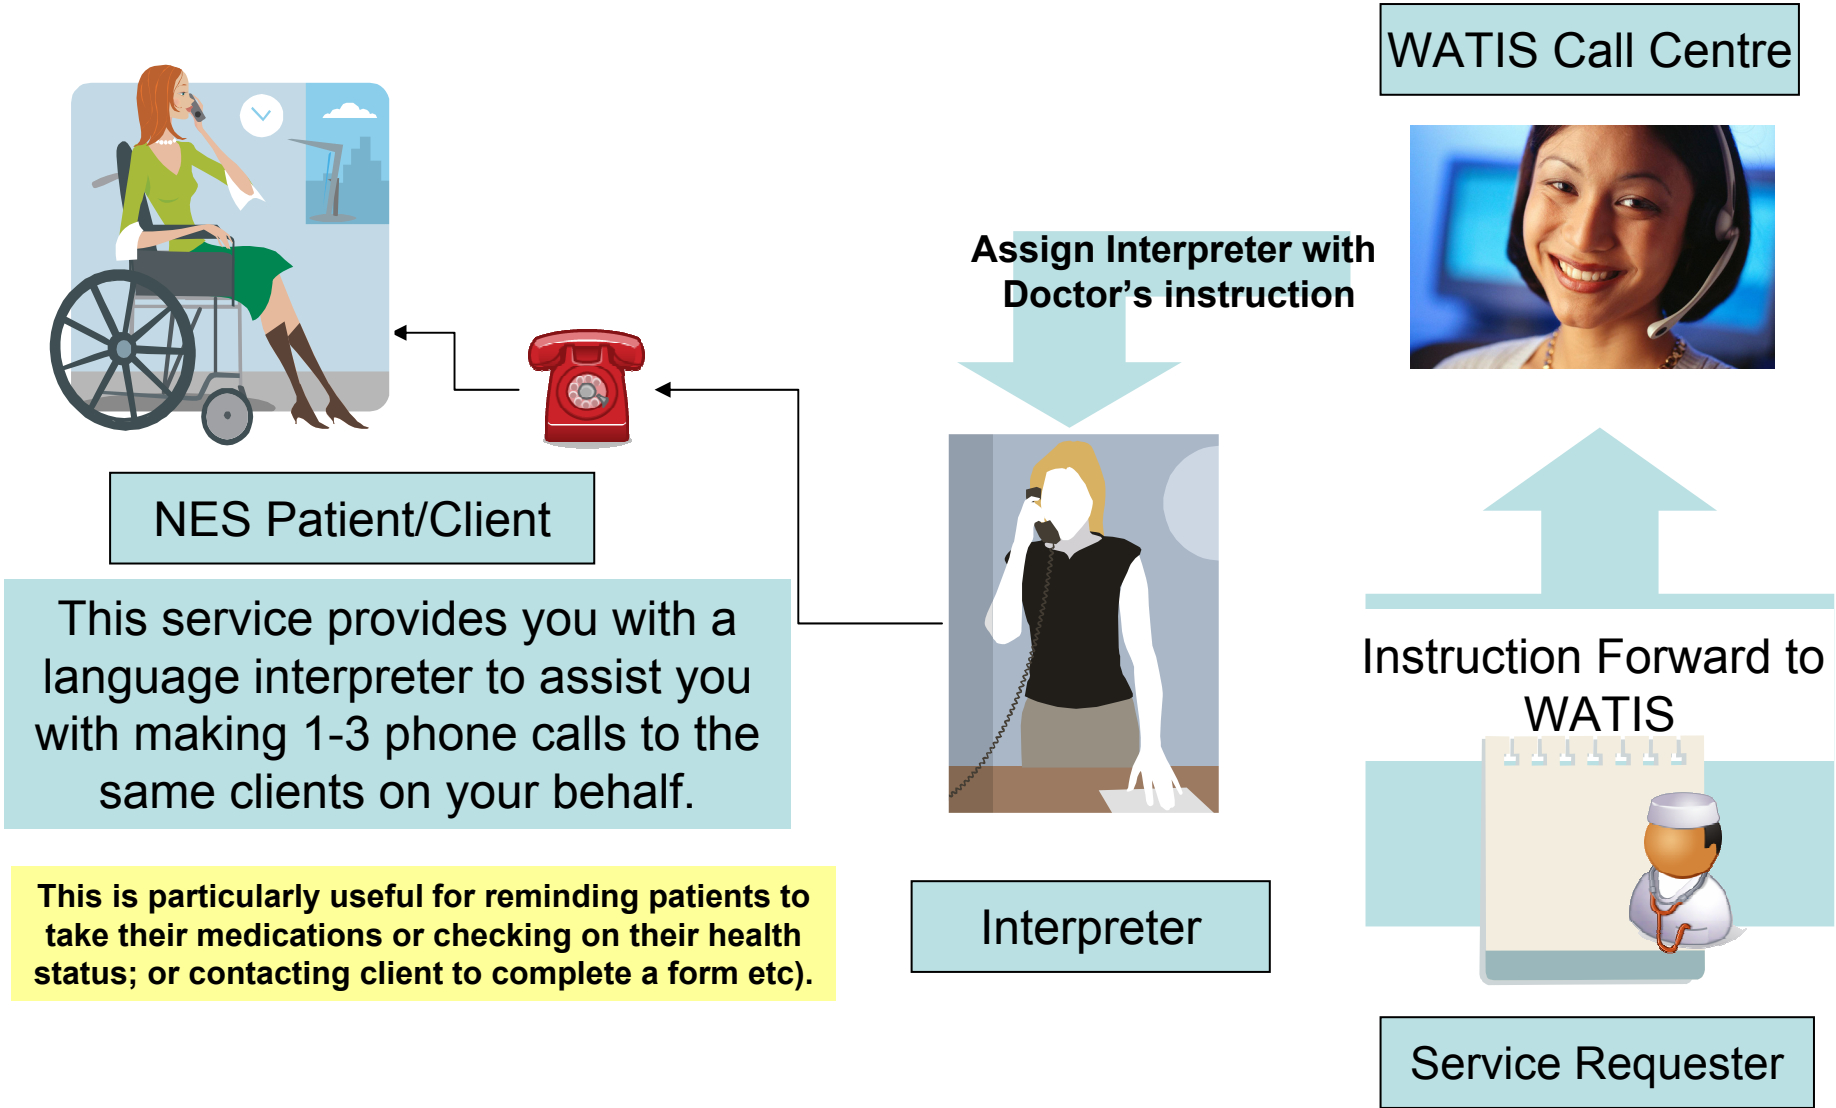 WATIS Call Centre
Assign Interpreter with
Doctor’s instruction
NES Patient/Client
This service provides you with a
language interpreter to assist you
with making 1-3 phone calls to the
same clients on your behalf.
Instruction Forward to
WATIS
This is particularly useful for reminding patients to
take their medications or checking on their health
status; or contacting client to complete a form etc).
Interpreter
Service Requester